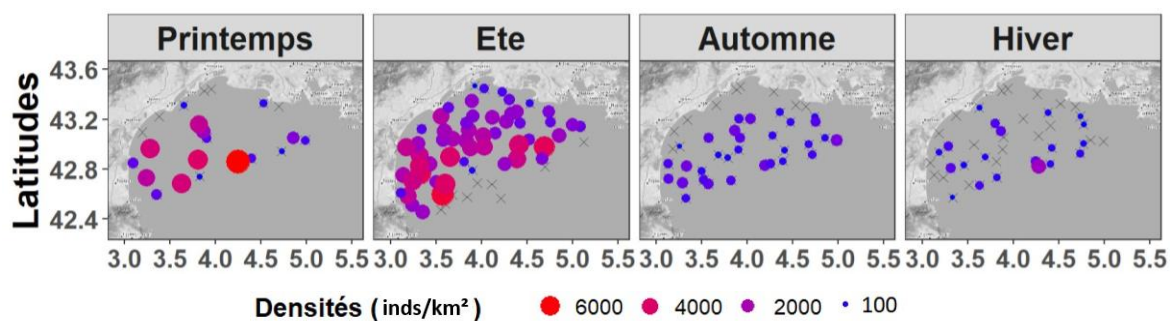 Printemps Ete Automne Hiver
Latitudes
43.6
43.2
42.8
42.4
3.0 3.5 4.0 4.5 5.0 5.5 3.0 3.5 4.0 4.5 5.0 5.5 3.0 3.5 4.0 4.5 5.0 5.5 3.0 3.5 4.0 4.5 5.0 5.5
Densités (inds/km²) 6000 4000 2000 100